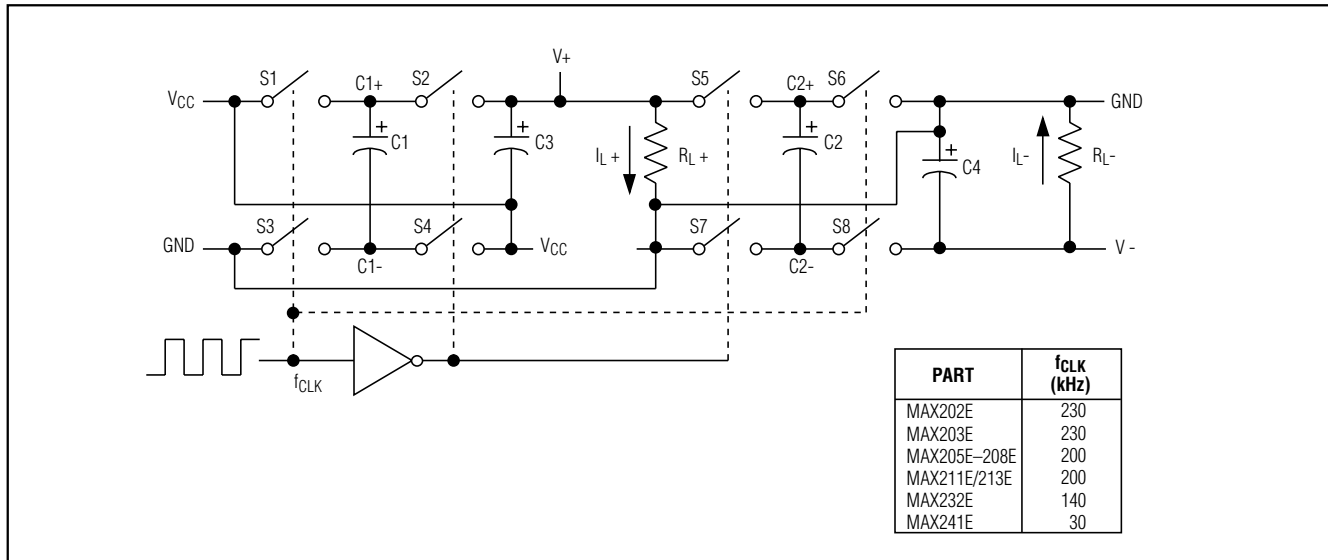 V+
S1 C1+ S2 S5 C2+ S6
VCC GND
+ + + +
C1 C3 IL + RL + C2 C4 IL- RL-
S3 S4 S7 S8
GND VCC V -
C1- C2-
fCLK
PART fCLK (kHz)
MAX202E 230
MAX203E 230
MAX205E–208E 200
MAX211E/213E 200
MAX232E 140
MAX241E 30